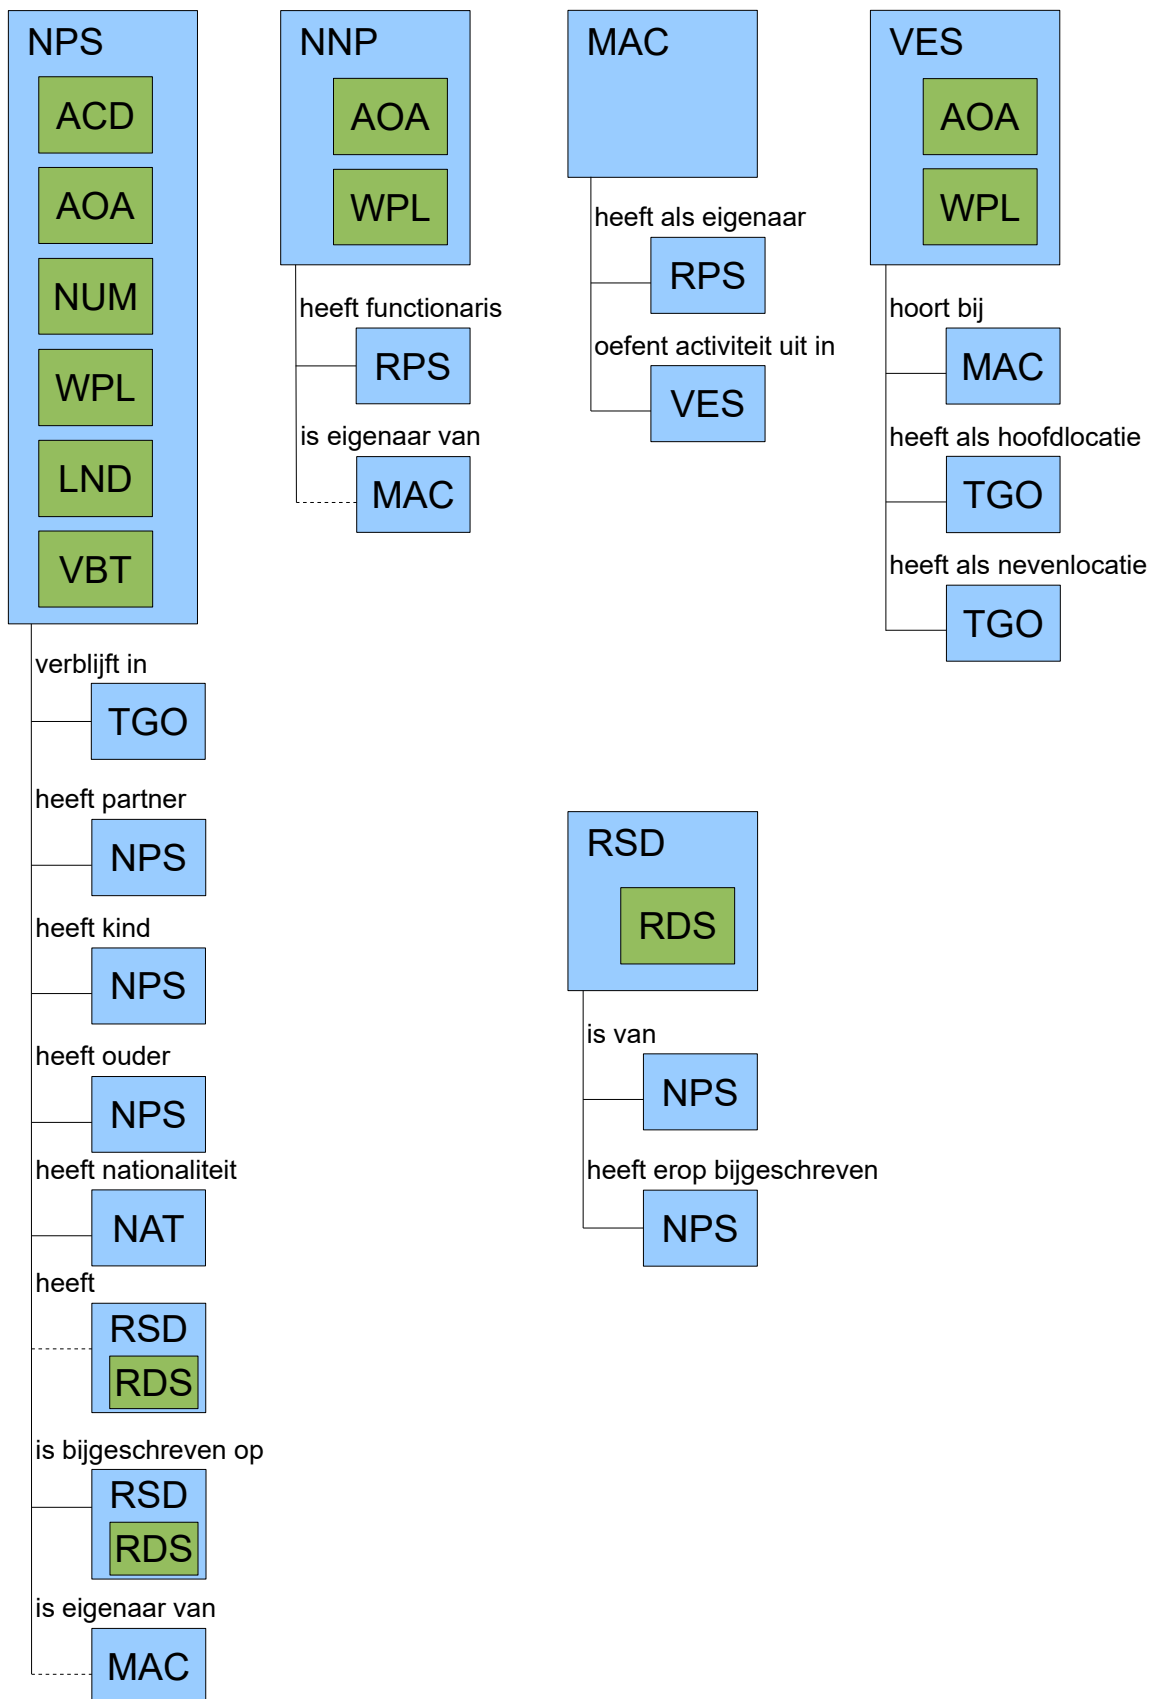 NPS
ACD
AOA
NUM
WPL
LND
VBT
verblijft in
TGO
heeft partner
NPS
heeft kind
NPS
heeft ouder
NPS
heeft nationaliteit
NAT
heeft
RSD
RDS
is bijgeschreven op
RSD
RDS
is eigenaar van
MAC
NNP
AOA
WPL
heeft functionaris
RPS
is eigenaar van
MAC
MAC
heeft als eigenaar
RPS
oefent activiteit uit in
VES
VES
AOA
WPL
hoort bij
MAC
heeft als hoofdlocatie
TGO
heeft als nevenlocatie
TGO
RSD
RDS
is van
NPS
heeft erop bijgeschreven
NPS